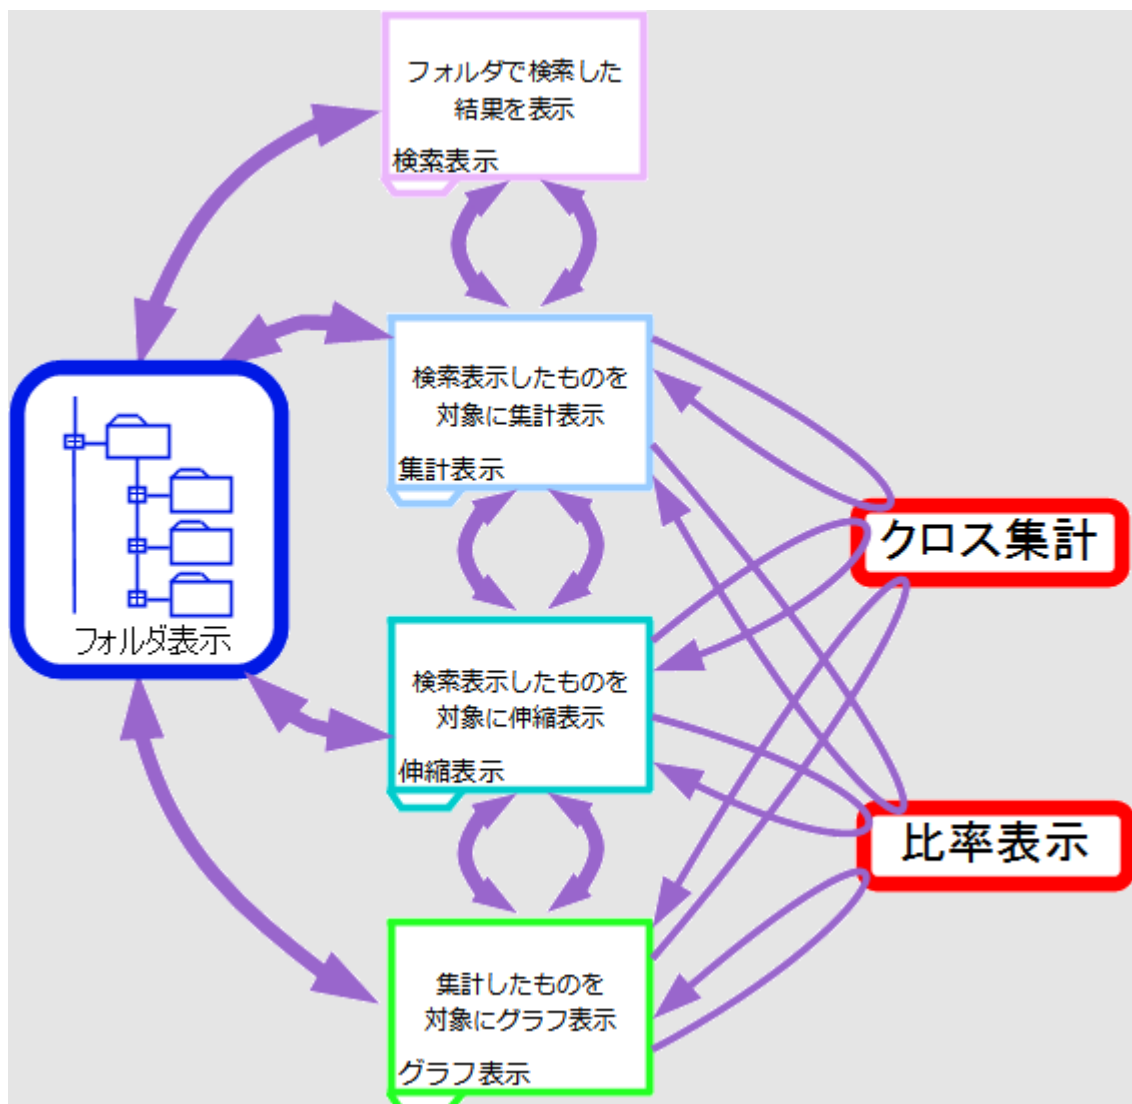 フォルダで検索した
結果を表示
検索表示
検索表示したものを
対象に集計表示
集計表示
クロス集計
フォルダ表示
検索表示したものを
対象に伸縮表示
伸縮表示
比率表示
集計したものを
対象にグラフ表示
グラフ表示